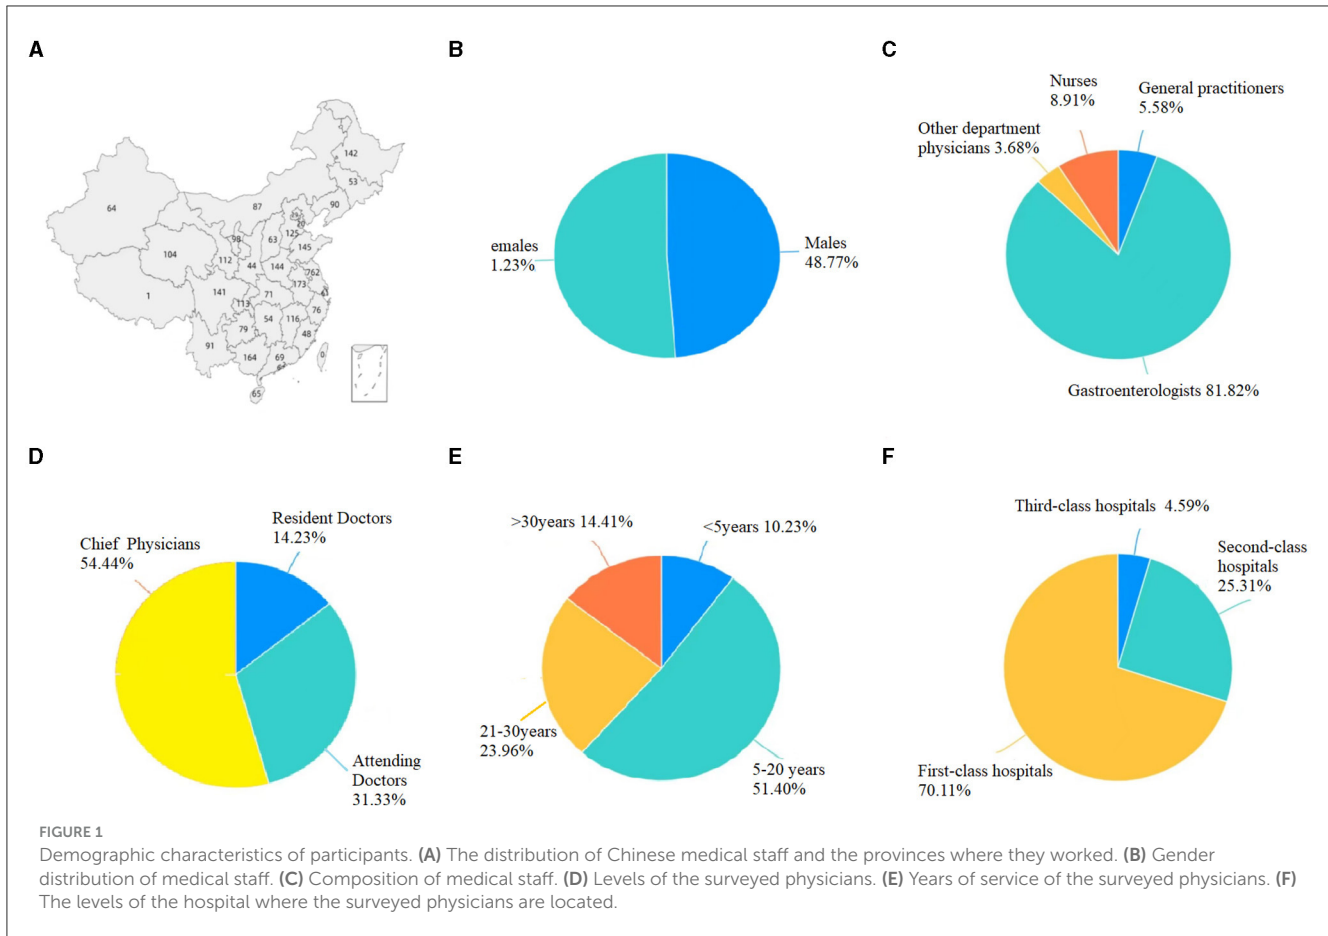 A
B
C
142
53
90
64
87
125
63
145
98
104
112
44
144
762
173
141
1
71
113
76
54
116
79
48
91
164
69
0
65
emales
1.23%
Males
48.77%
Nurses
8.91%
General practitioners
5.58%
Other department
physicians 3.68%
Gastroenterologists 81.82%
D
E
F
Resident Doctors
14.23%
Chief Physicians
54.44%
Attending
Doctors
31.33%
>30years 14.41%
<5years 10.23%
21-30years
23.96%
5-20 years
51.40%
Third-class hospitals 4.59%
Second-class
hospitals
25.31%
First-class hospitals
70.11%
FIGURE 1
Demographic characteristics of participants. (A) The distribution of Chinese medical staff and the provinces where they worked. (B) Gender
distribution of medical staff. (C) Composition of medical staff. (D) Levels of the surveyed physicians. (E) Years of service of the surveyed physicians. (F)
The levels of the hospital where the surveyed physicians are located.